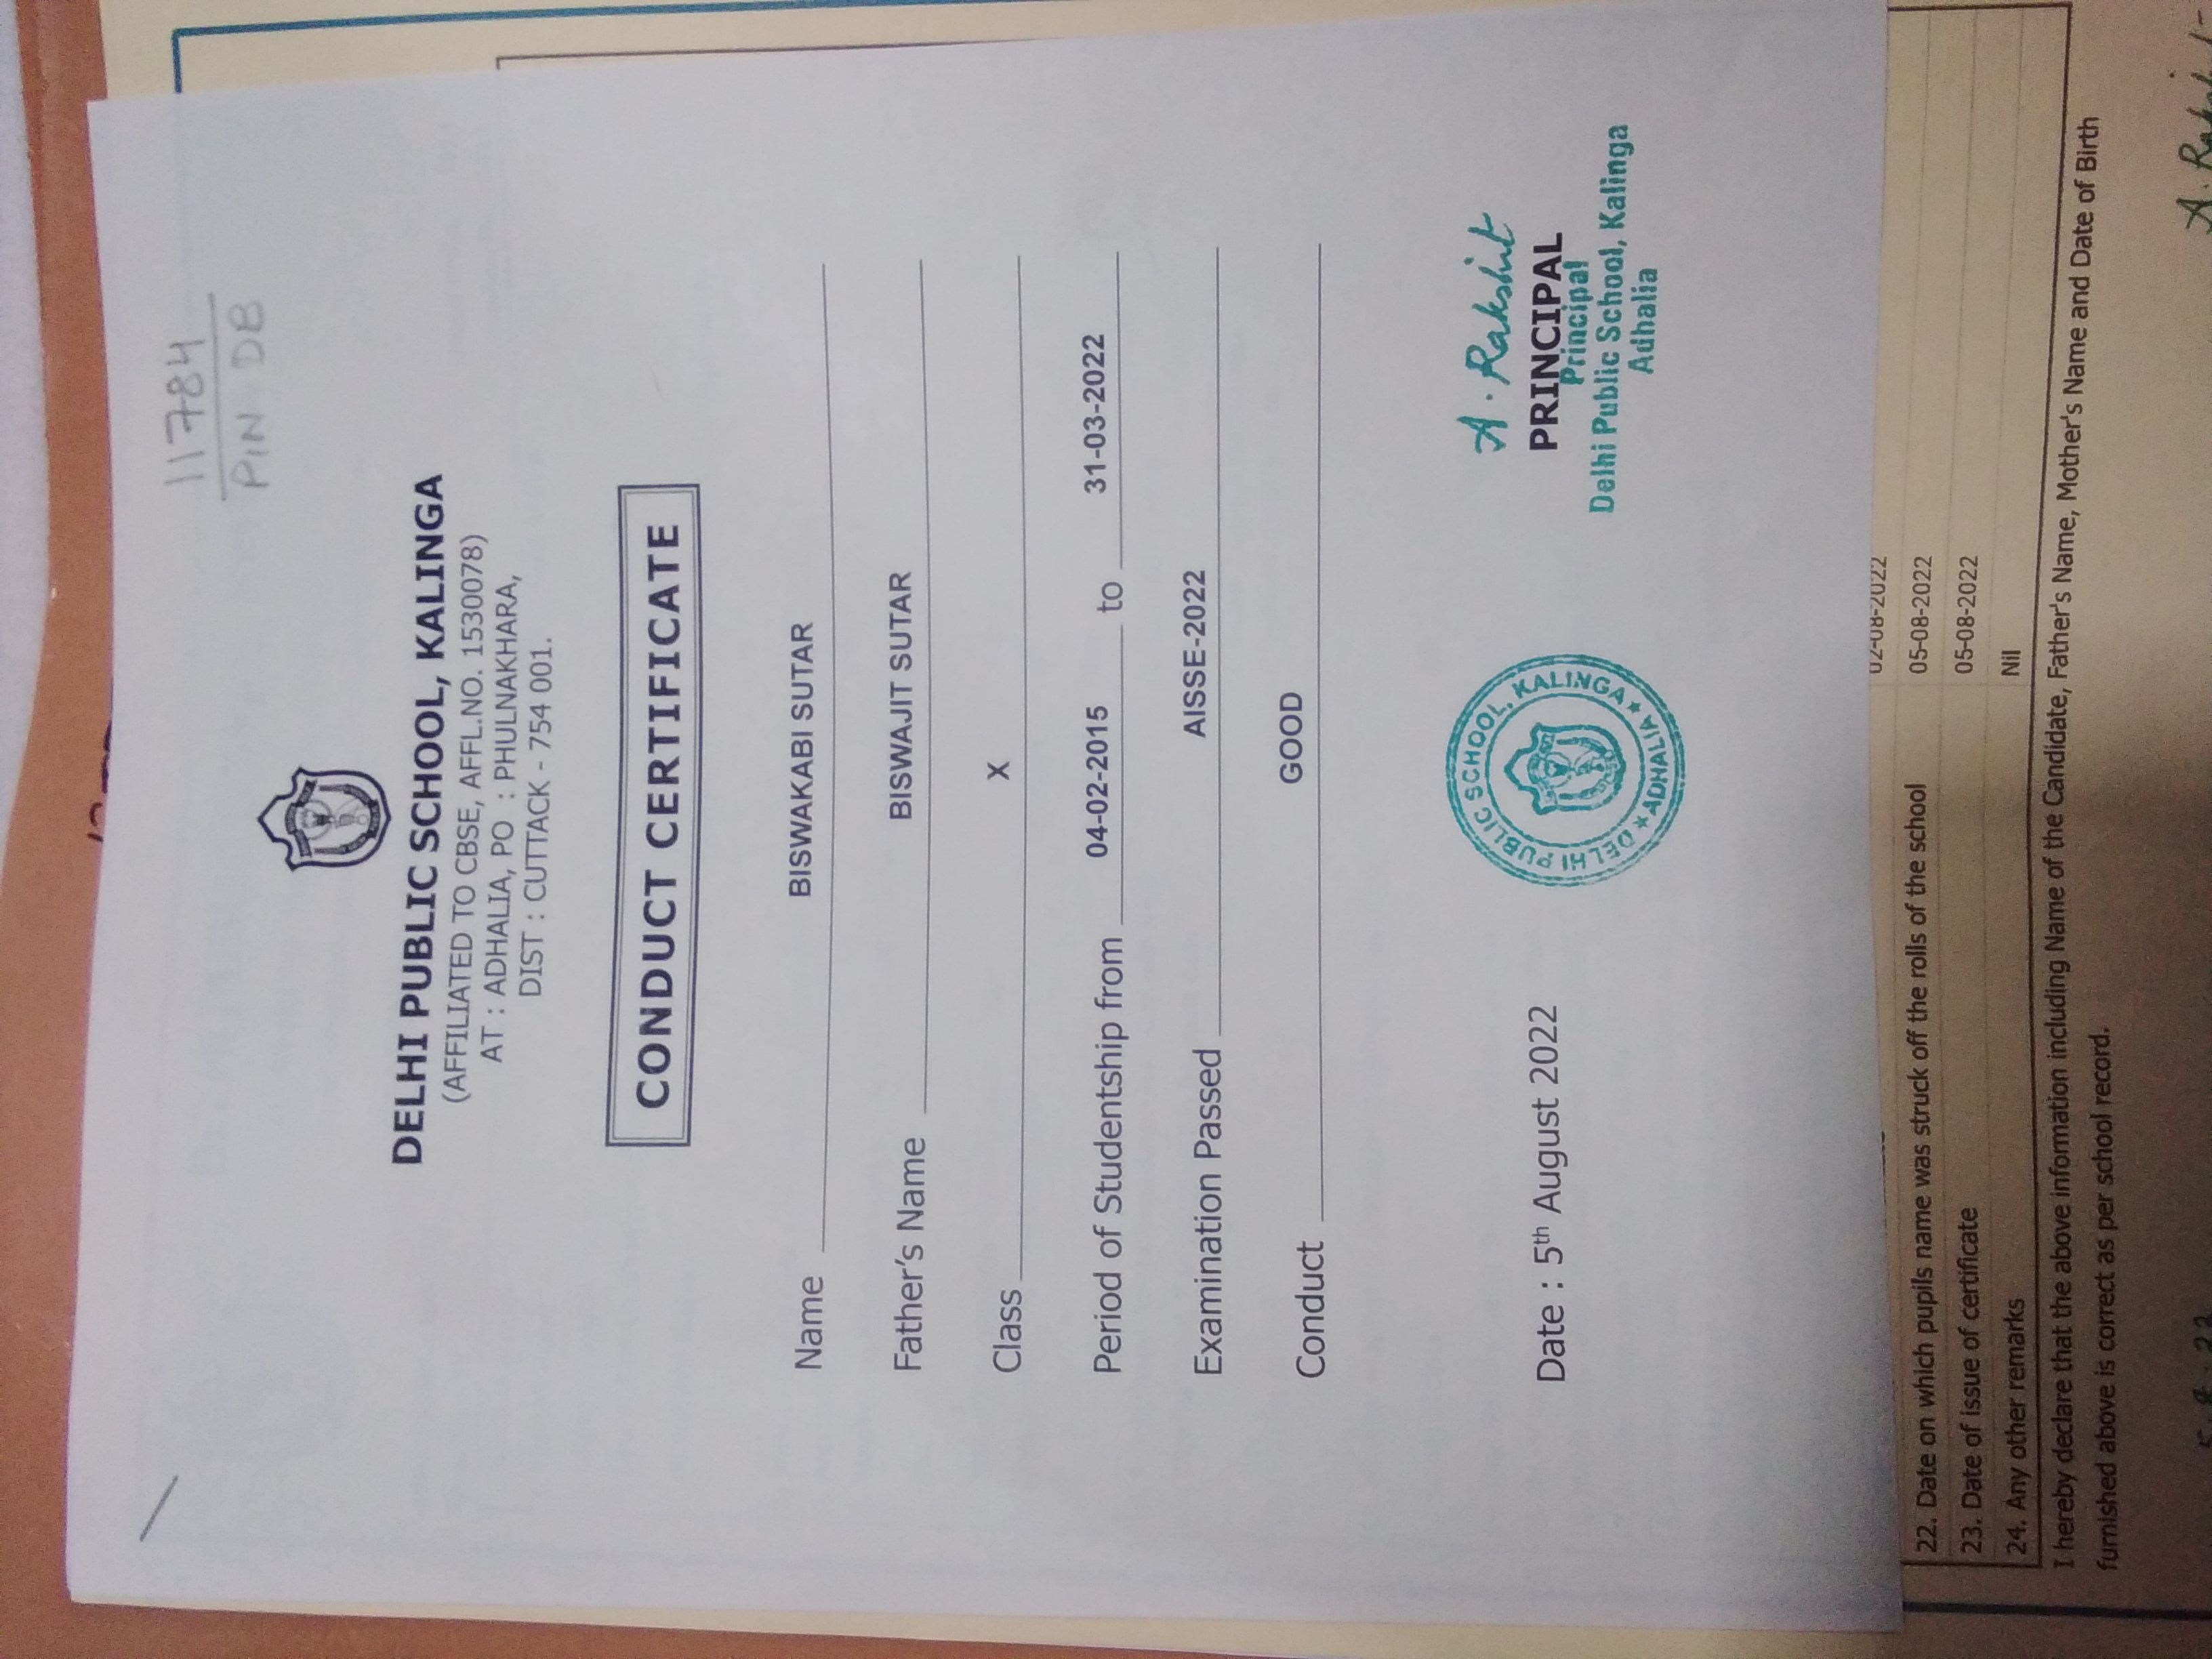 11784
PIN DB
DELHI PUBLIC SCHOOL, KALINGA
(AFFILIATED TO CBSE, AFFL.NO. 1530078)
AT : ADHALIA, PO : PHULNAKHARA,
DIST : CUTTACK - 754 001.
CONDUCT CERTIFICATE
Name BISWAKABI SUTAR
Father's Name BISWAJIT SUTAR
Class X
Period of Studentship from 04-02-2015 to 31-03-2022
Examination Passed AISSE-2022
Conduct GOOD
Date : 5th August 2022
DELHI PUBLIC SCHOOL, KALINGA
★ ADHALIA ★
A. Rakshit
PRINCIPAL
Principal
Delhi Public School, Kalinga
Adhalia
02-08-2022
22. Date on which pupils name was struck off the rolls of the school 05-08-2022
23. Date of issue of certificate 05-08-2022
24. Any other remarks Nil
I hereby declare that the above information including Name of the Candidate, Father's Name, Mother's Name and Date of Birth
furnished above is correct as per school record.